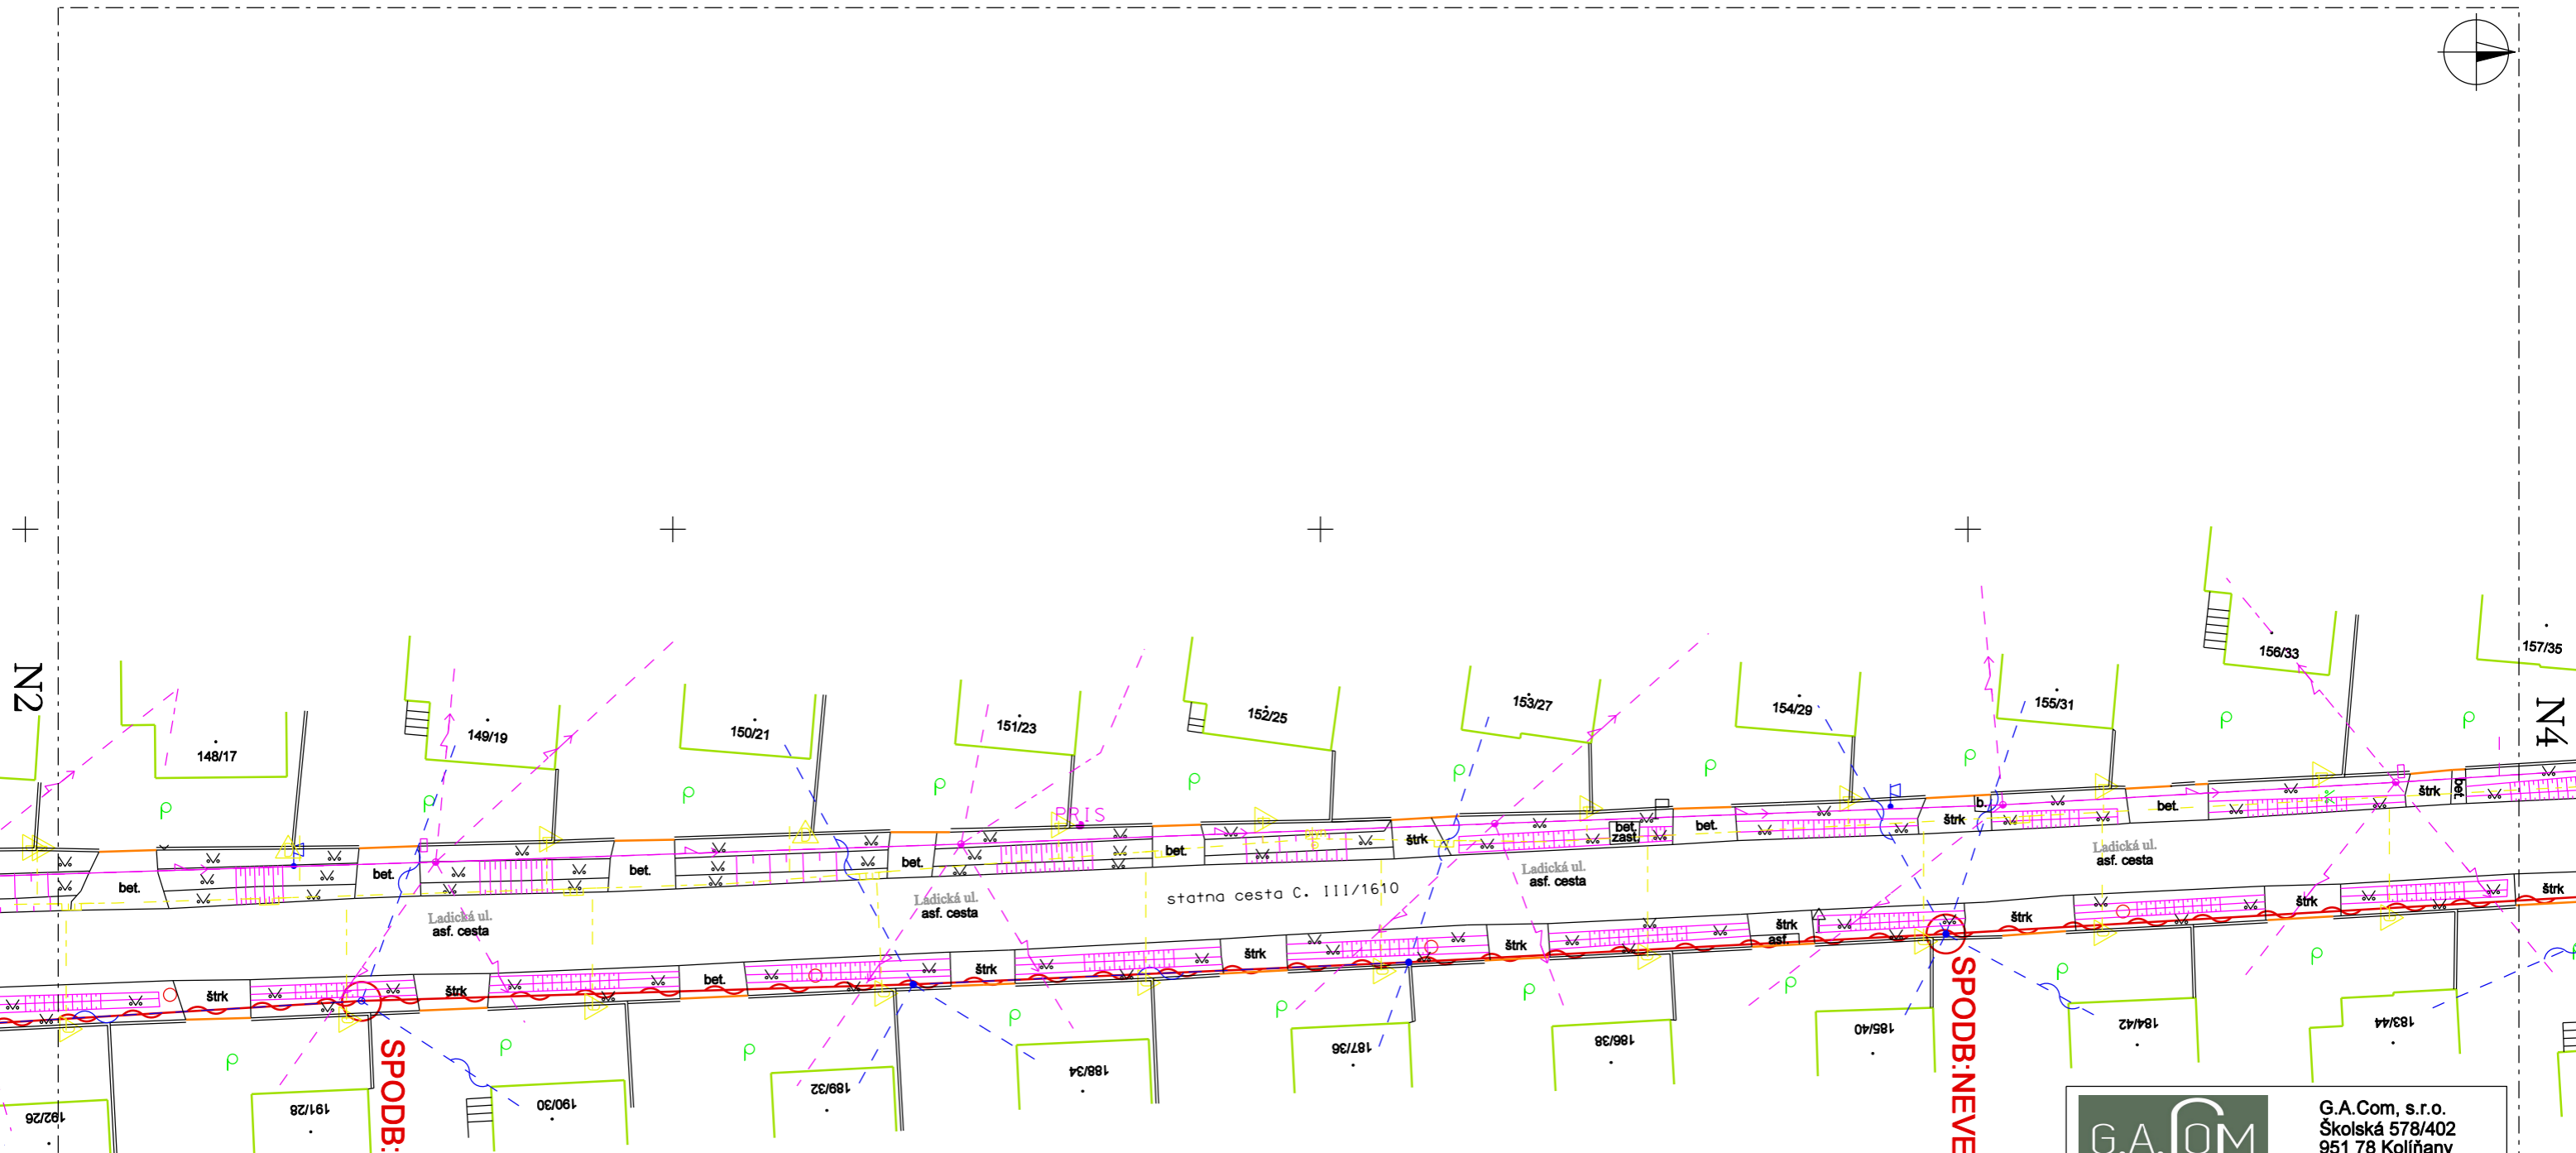 N2
N4
148/17
149/19
150/21
151/23
152/25
153/27
154/29
155/31
156/33
157/35
PRIS
bet.
bet.
bet.
bet.
bet.
štrk
bet.
zast.
bet.
štrk
b.
bet.
štrk
bet.
Ladická ul.
asf. cesta
Ladická ul.
asf. cesta
statna cesta C. III/1610
Ladická ul.
asf. cesta
Ladická ul.
asf. cesta
štrk
štrk
bet.
štrk
štrk
štrk
štrk
asf.
štrk
štrk
štrk
192/26
191/28
190/30
189/32
188/34
187/36
186/38
185/40
184/42
183/44
SPODB:
SPODB:NEVE
G.A.COM
G.A.Com, s.r.o.
Školská 578/402
951 78 Kolíňany